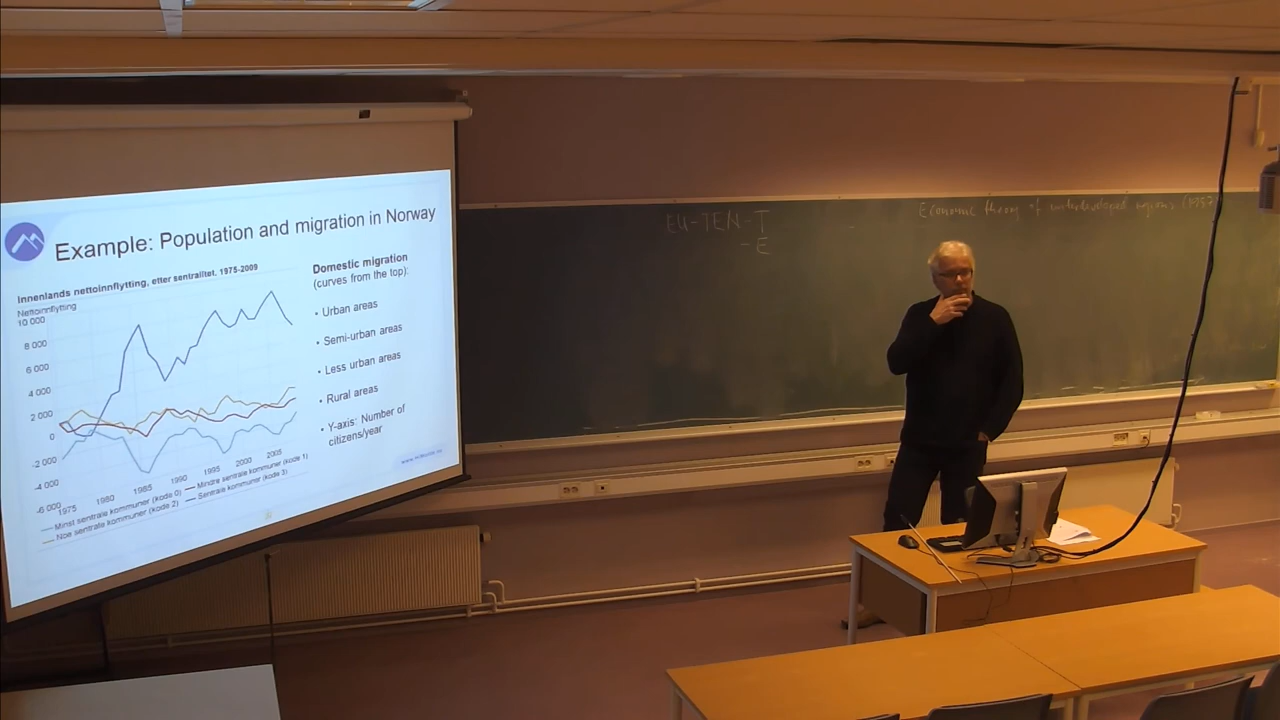 Example: Population and migration in Norway
Innenlands nettoinnflytting, etter sentralitet. 1975-2009
Nettoinnflytting
10 000
8 000
6 000
4 000
2 000
0
-2 000
-4 000
-6 000
1975
1980
1985
1990
1995
2000
2005
Minst sentrale kommuner (kode 0)
Mindre sentrale kommuner (kode 1)
Noe sentrale kommuner (kode 2)
Sentrale kommuner (kode 3)
Domestic migration
(curves from the top):
• Urban areas
• Semi-urban areas
• Less urban areas
• Rural areas
• Y-axis: Number of
citizens/year
EU-TEN-T
-E
Economic theory of underdeveloped regions (1957